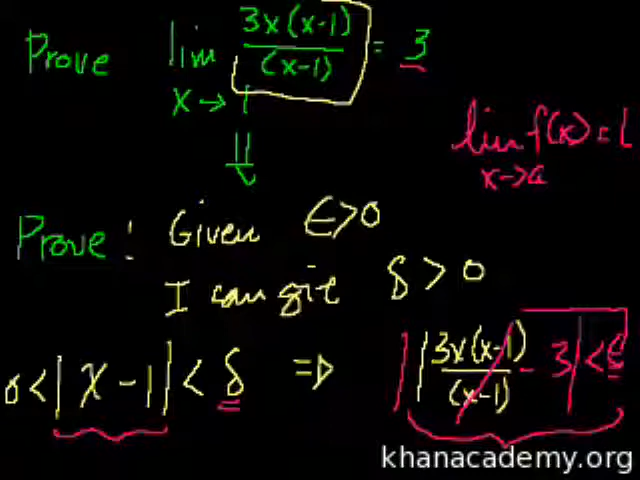 Prove lim x→1 3x(x-1)/(x-1) = 3
lim x→a f(x) = L
Prove: Given ε>0
I can give δ>0
0<|x-1|<δ ⇒ |3x(x-1)/(x-1) - 3|<ε
khanacademy.org